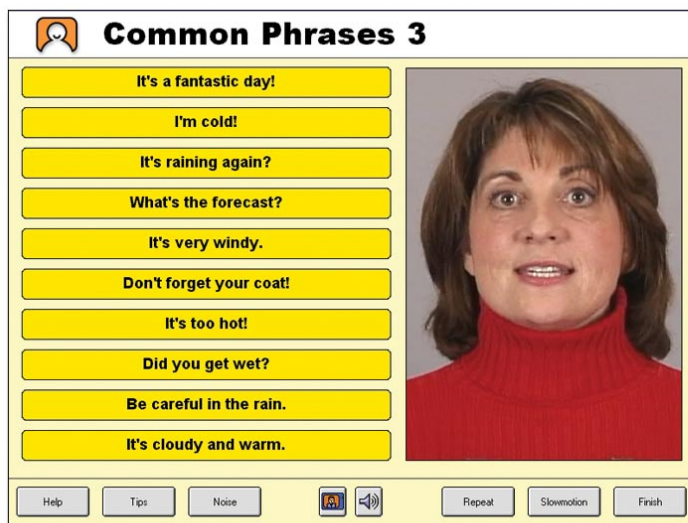 Common Phrases 3
It's a fantastic day!
I'm cold!
It's raining again?
What's the forecast?
It's very windy.
Don't forget your coat!
It's too hot!
Did you get wet?
Be careful in the rain.
It's cloudy and warm.
Help
Tips
Noise
Repeat
Slowmotion
Finish